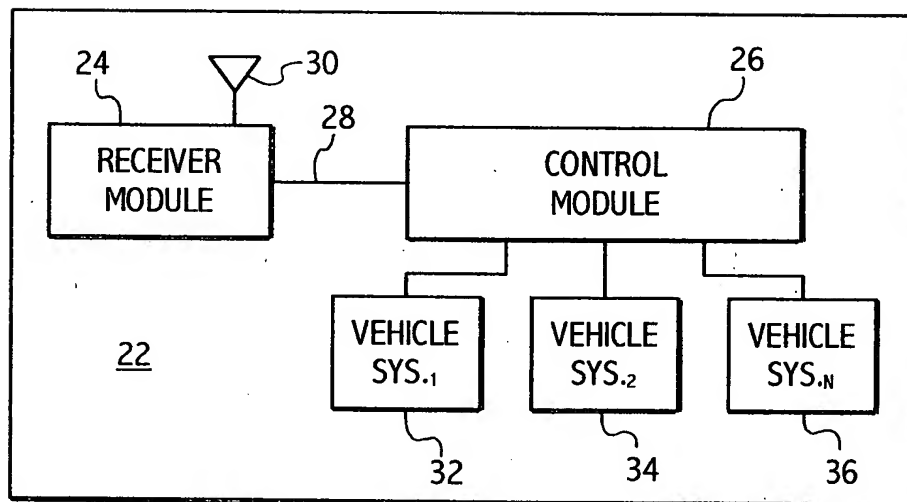 24
30
26
28
RECEIVER
MODULE
CONTROL
MODULE
22
VEHICLE
SYS.1
VEHICLE
SYS.2
VEHICLE
SYS.N
32
34
36